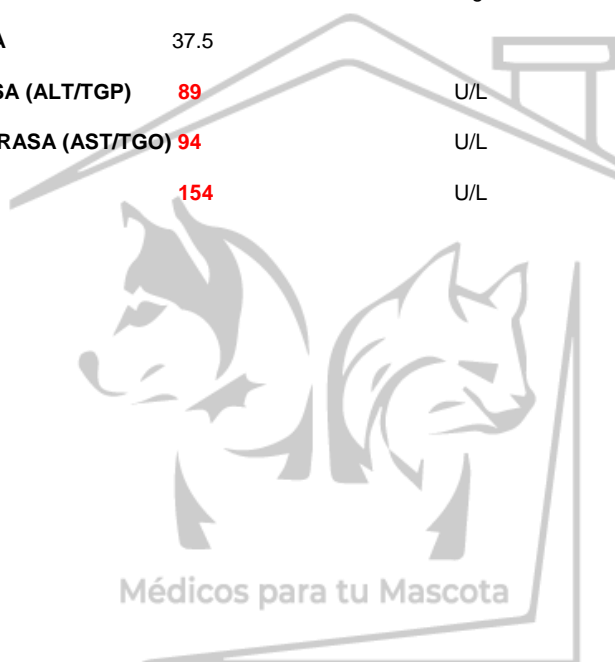 A 37.5
SA (ALT/TGP) 89 U/L
RASA (AST/TGO) 94 U/L
154 U/L
Médicos para tu Mascota